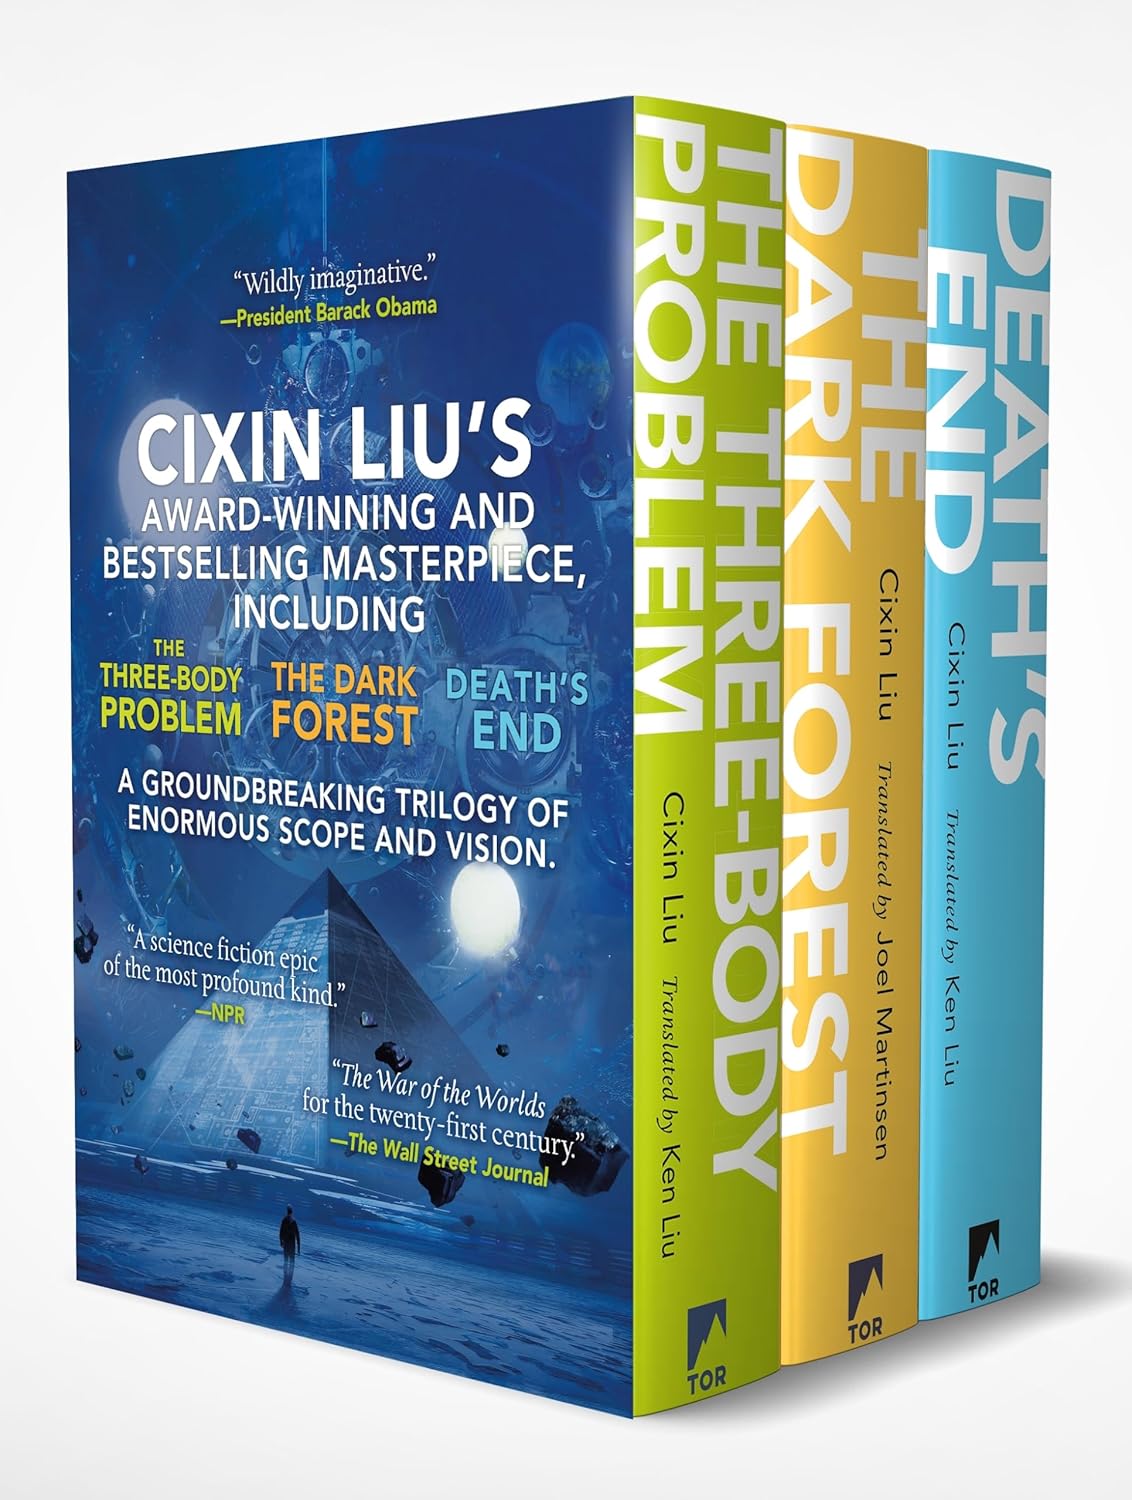 “Wildly imaginative.”
—President Barack Obama
CIXIN LIU’S
AWARD-WINNING AND
BESTSELLING MASTERPIECE,
INCLUDING
THE
THREE-BODY
PROBLEM
THE DARK
FOREST
DEATH’S
END
A GROUNDBREAKING TRILOGY OF
ENORMOUS SCOPE AND VISION.
“A science fiction epic
of the most profound kind.”
—NPR
“The War of the Worlds
for the twenty-first century.”
—The Wall Street Journal
THE THREE-BODY
PROBLEM
Cixin Liu Translated by Ken Liu
TOR
THE
DARK FOREST
Cixin Liu Translated by Joel Martinsen
TOR
DEATH’S
END
Cixin Liu Translated by Ken Liu
TOR